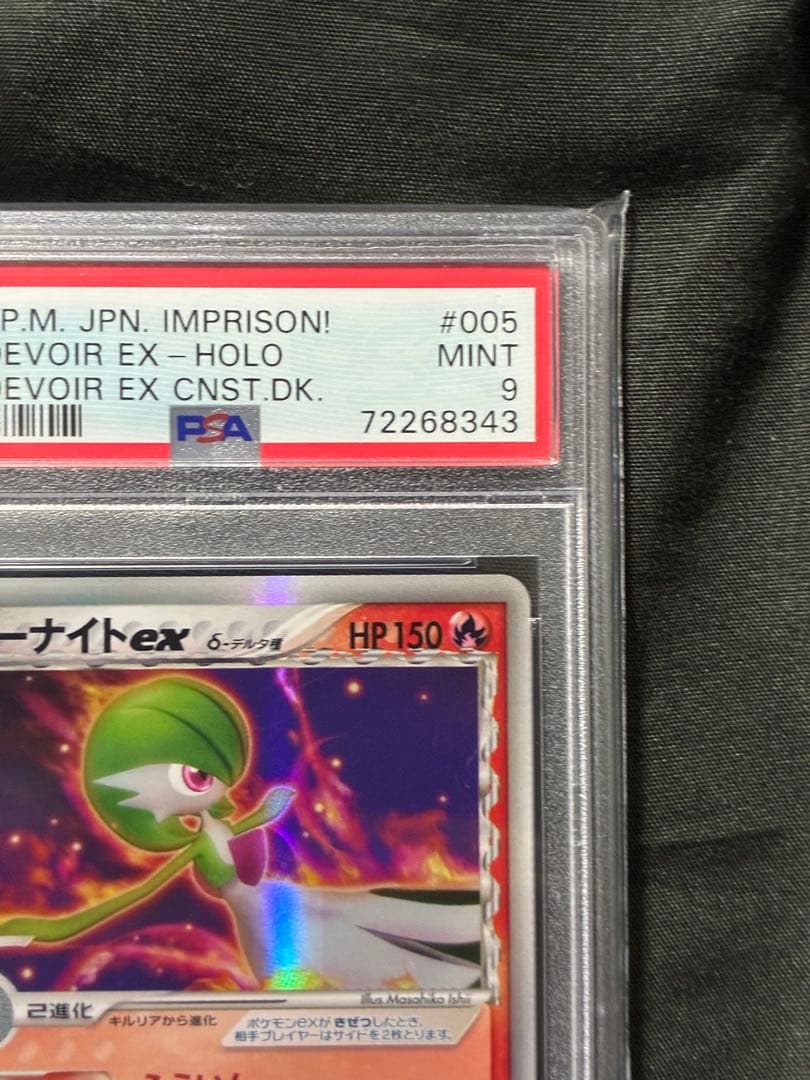 P.M. JPN. IMPRISON! #005
DEVOIR EX - HOLO MINT
DEVOIR EX CNST.DK. 9
PSA 72268343
ーナイトex δ-デルタ種 HP150
Illus. Masahiko Ishii
2進化 キルリアから進化
ポケモンexがきぜつしたとき、
相手プレイヤーはサイドを2枚とります。